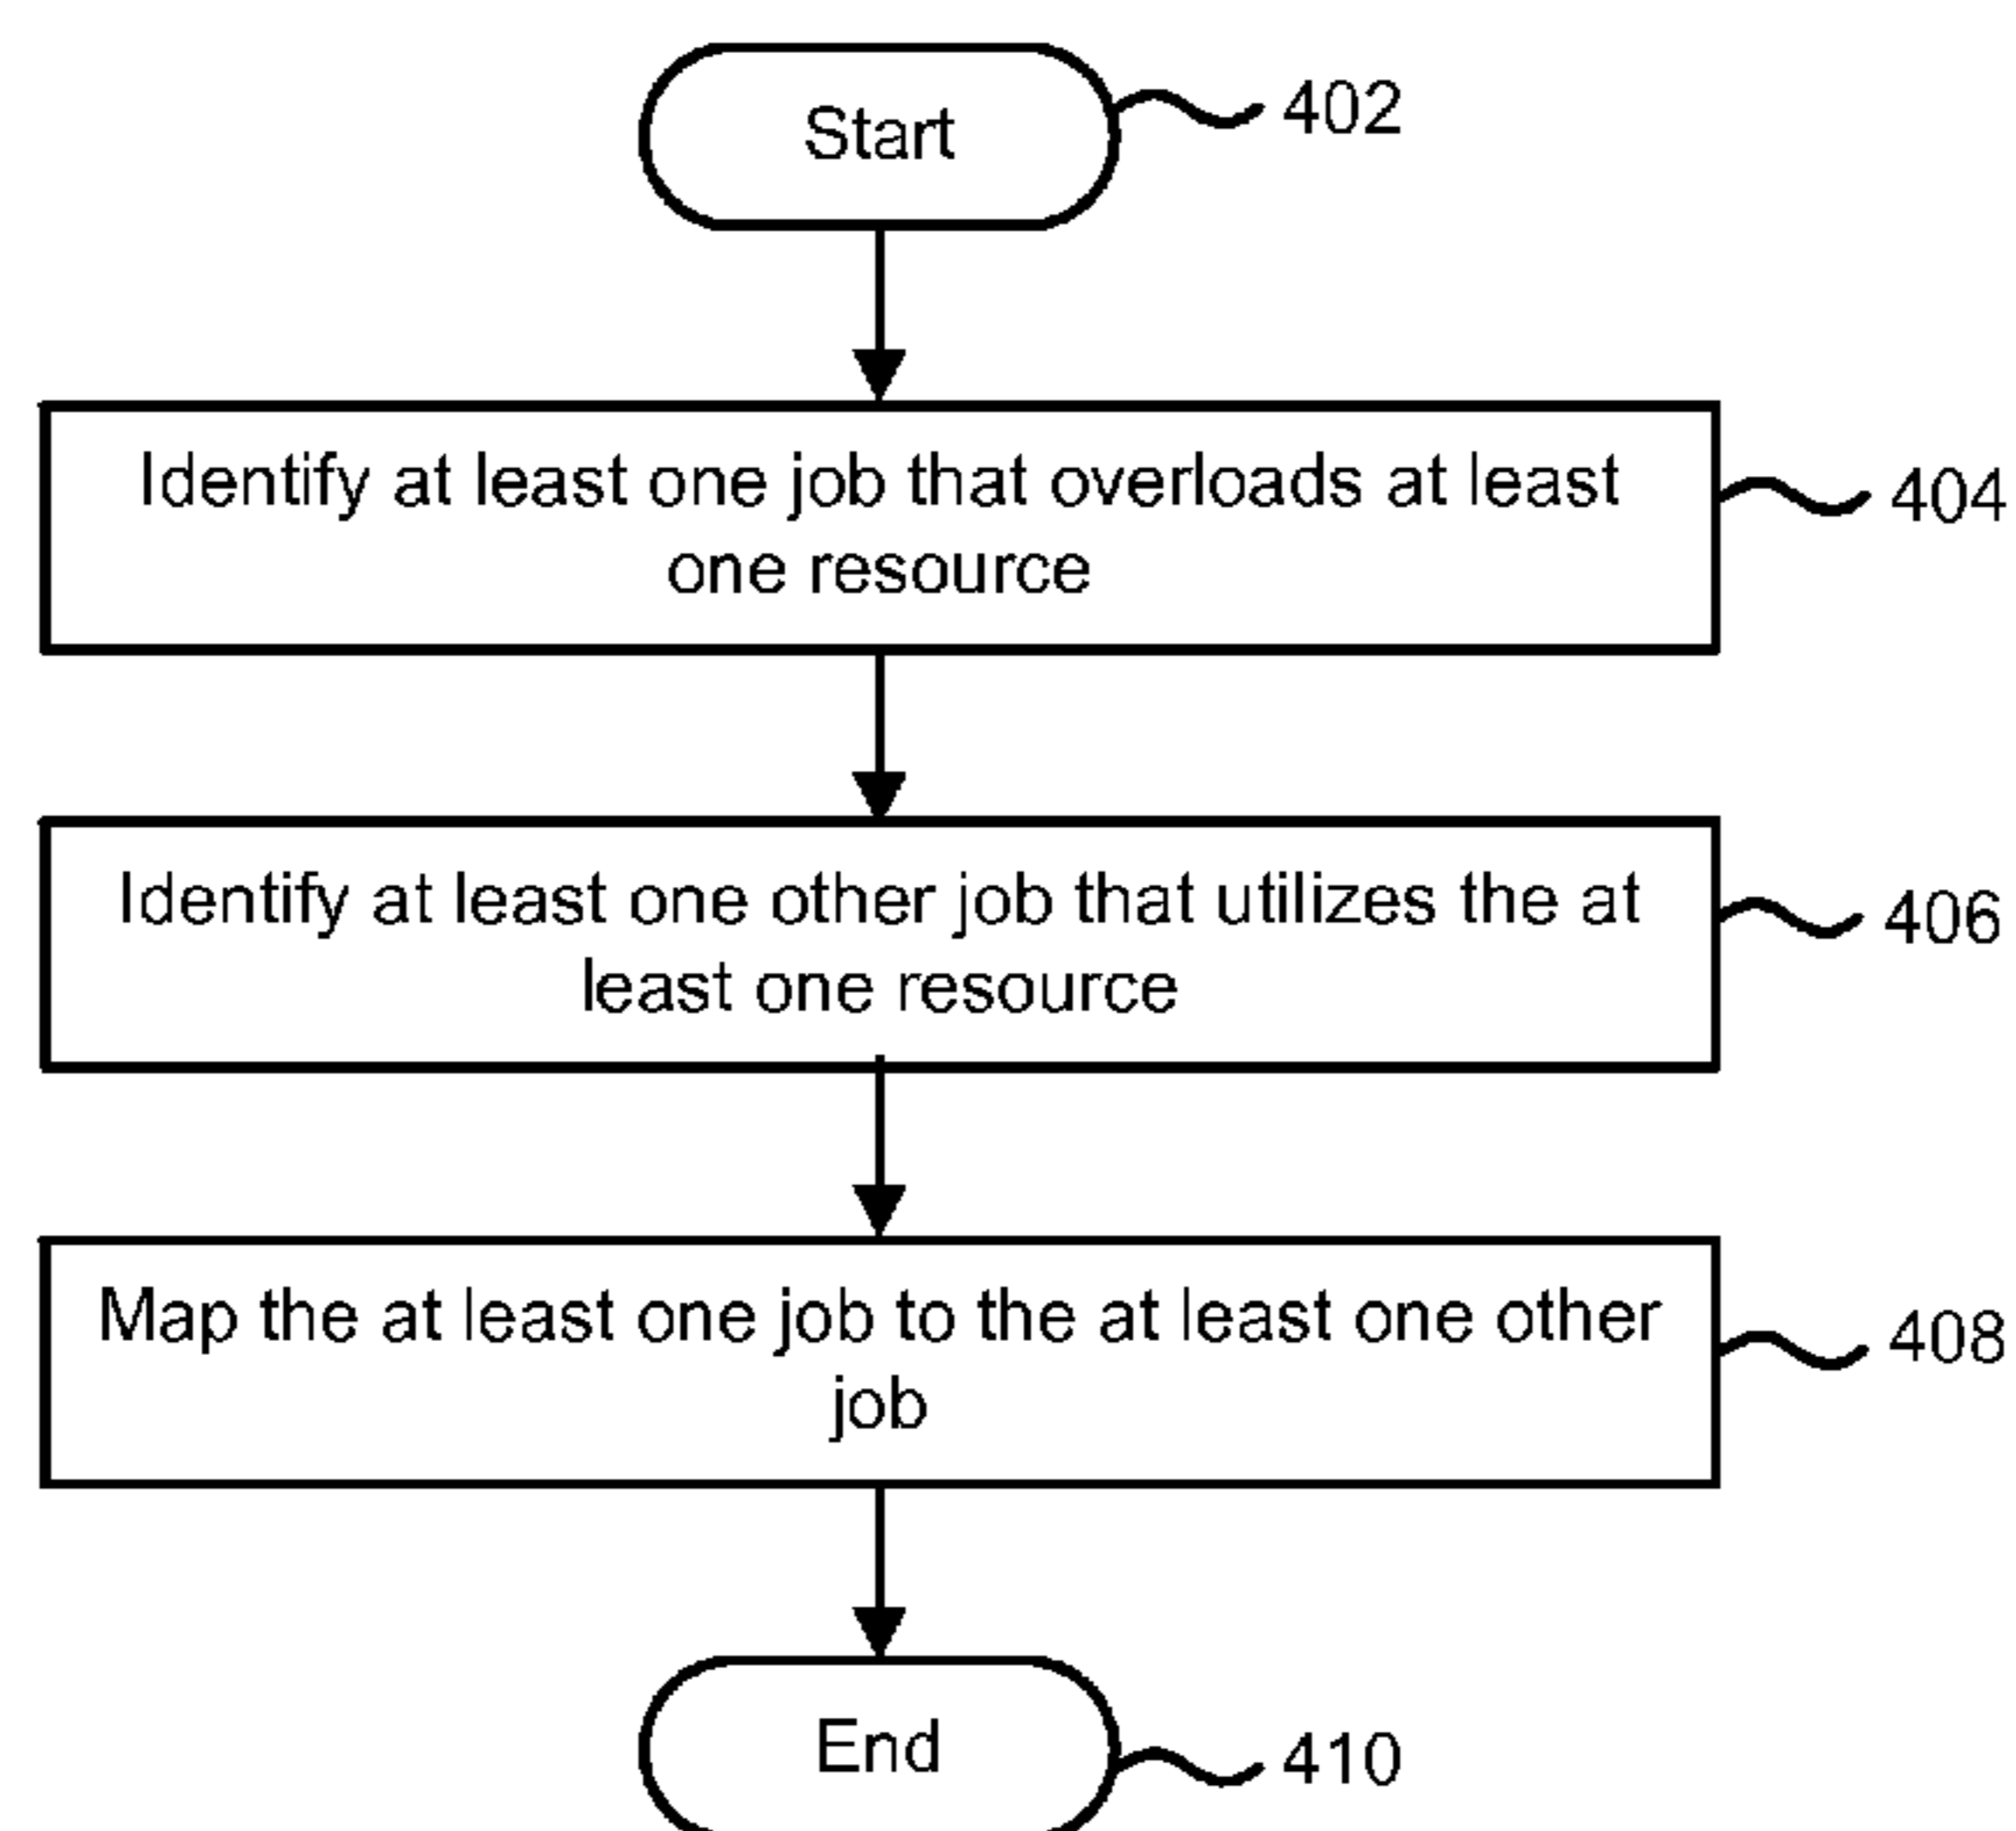 Start
402
Identify at least one job that overloads at least
one resource
404
Identify at least one other job that utilizes the at
least one resource
406
Map the at least one job to the at least one other
job
408
End
410